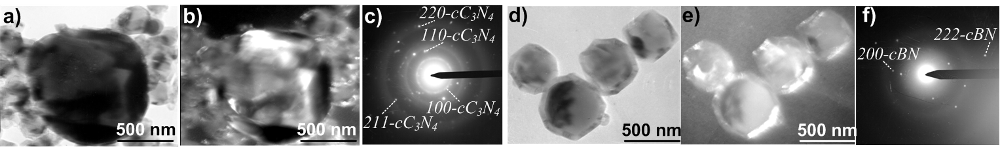 a)
500 nm
b)
500 nm
c)
220-cC₃N₄
110-cC₃N₄
100-cC₃N₄
211-cC₃N₄
d)
500 nm
e)
500 nm
f)
222-cBN
200-cBN